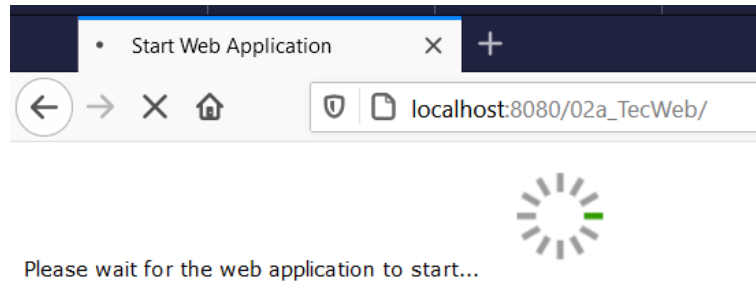 Start Web Application
localhost:8080/02a_TecWeb/
Please wait for the web application to start...